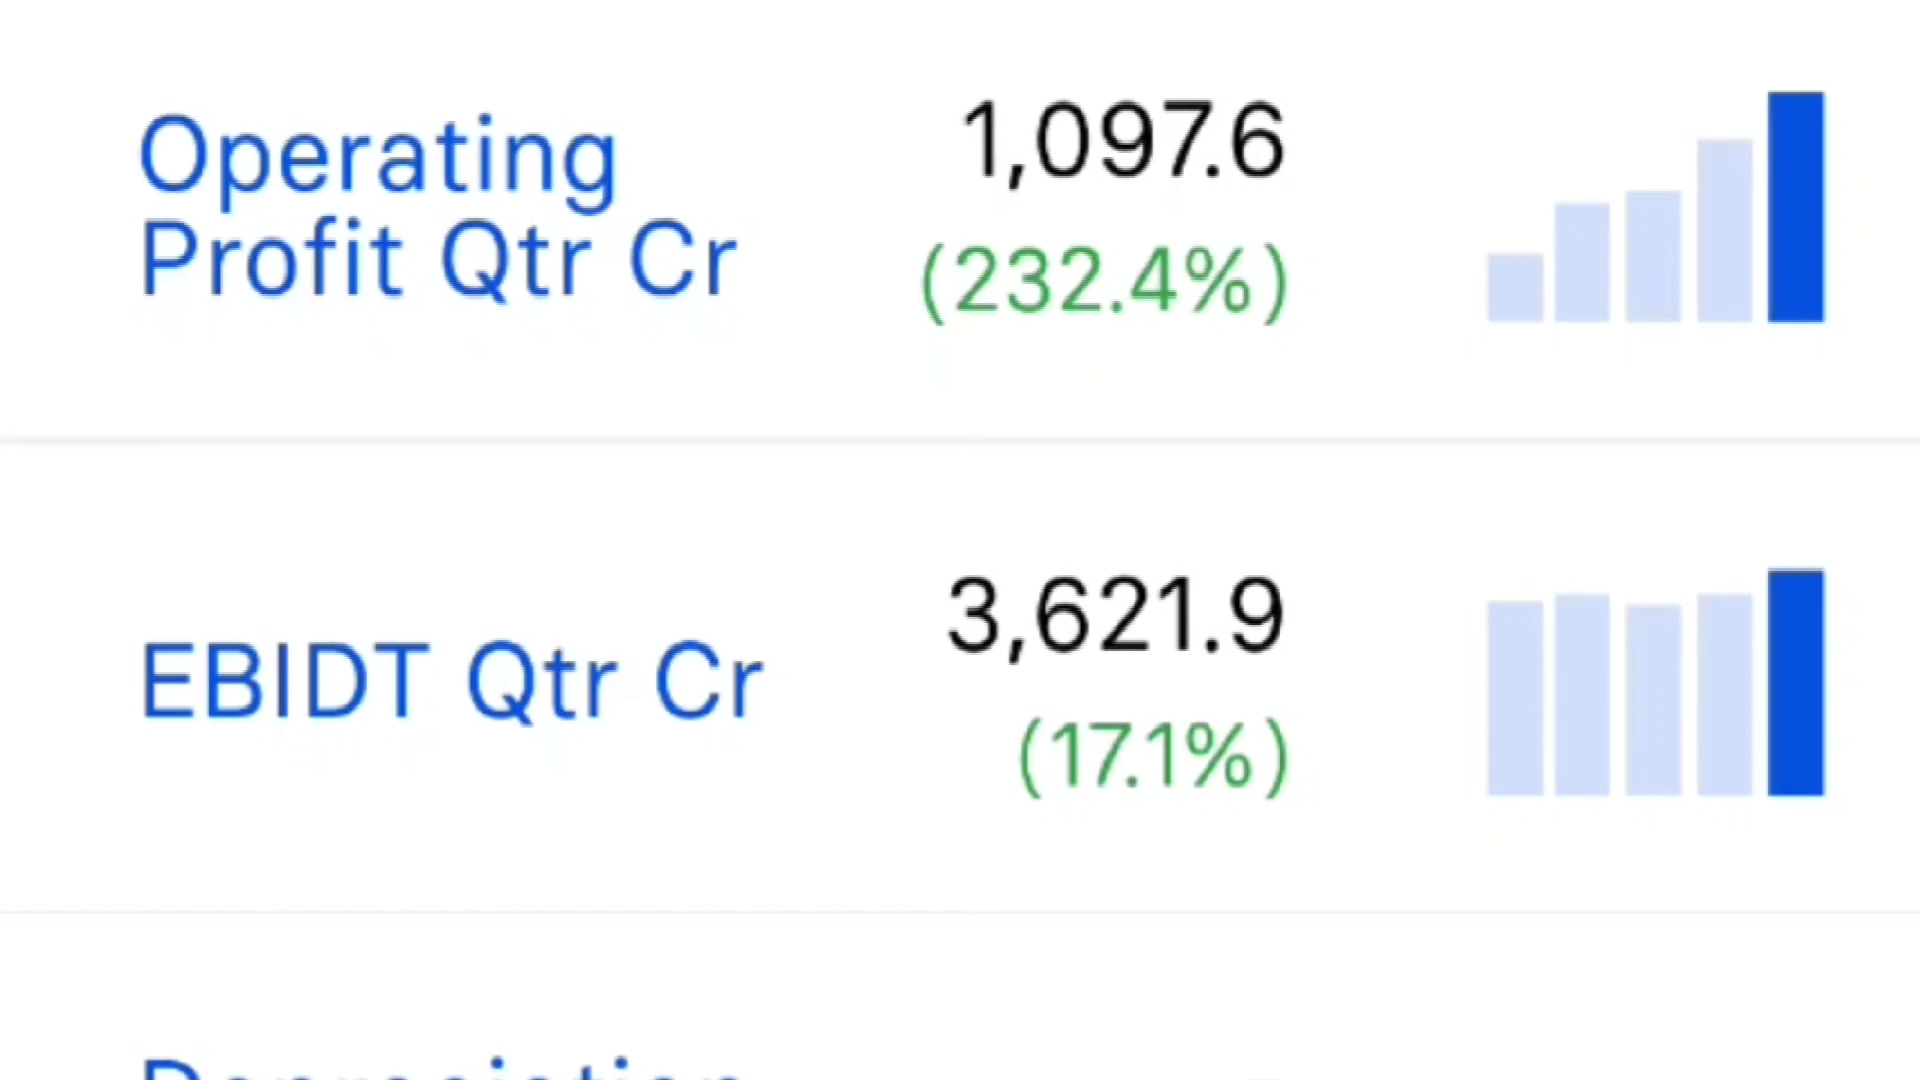 Operating
Profit Qtr Cr
1,097.6
(232.4%)
EBIDT Qtr Cr
3,621.9
(17.1%)